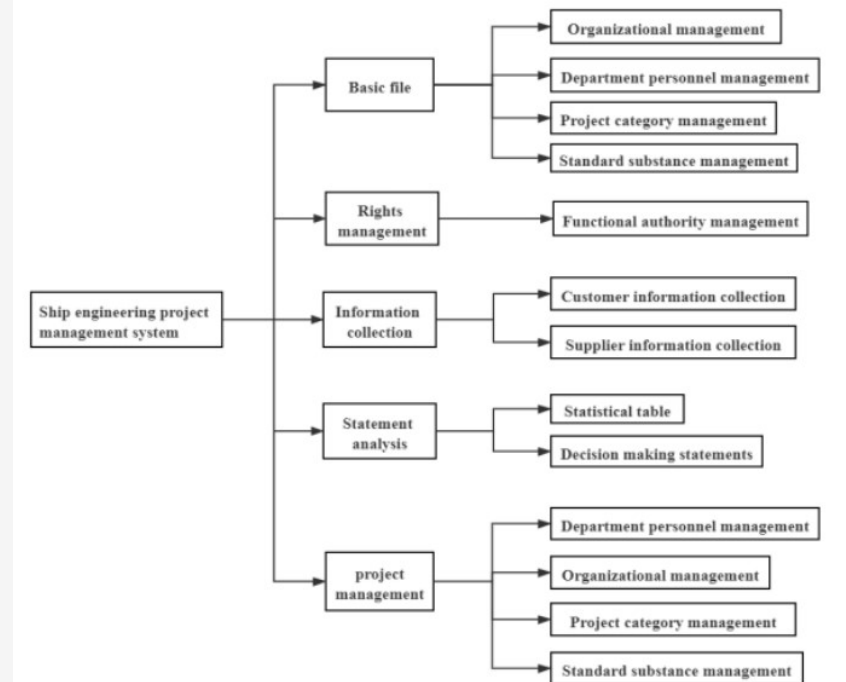 Ship engineering project
management system
Basic file
Organizational management
Department personnel management
Project category management
Standard substance management
Rights
management
Functional authority management
Information
collection
Customer information collection
Supplier information collection
Statement
analysis
Statistical table
Decision making statements
project
management
Department personnel management
Organizational management
Project category management
Standard substance management